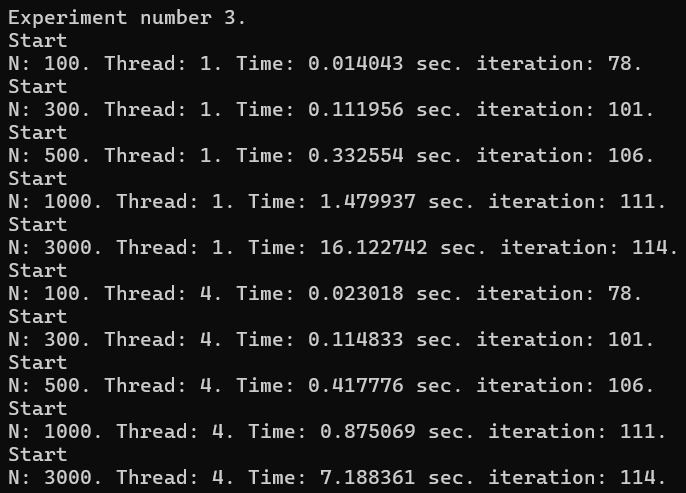 Experiment number 3.
Start
N: 100. Thread: 1. Time: 0.014043 sec. iteration: 78.
Start
N: 300. Thread: 1. Time: 0.111956 sec. iteration: 101.
Start
N: 500. Thread: 1. Time: 0.332554 sec. iteration: 106.
Start
N: 1000. Thread: 1. Time: 1.479937 sec. iteration: 111.
Start
N: 3000. Thread: 1. Time: 16.122742 sec. iteration: 114.
Start
N: 100. Thread: 4. Time: 0.023018 sec. iteration: 78.
Start
N: 300. Thread: 4. Time: 0.114833 sec. iteration: 101.
Start
N: 500. Thread: 4. Time: 0.417776 sec. iteration: 106.
Start
N: 1000. Thread: 4. Time: 0.875069 sec. iteration: 111.
Start
N: 3000. Thread: 4. Time: 7.188361 sec. iteration: 114.